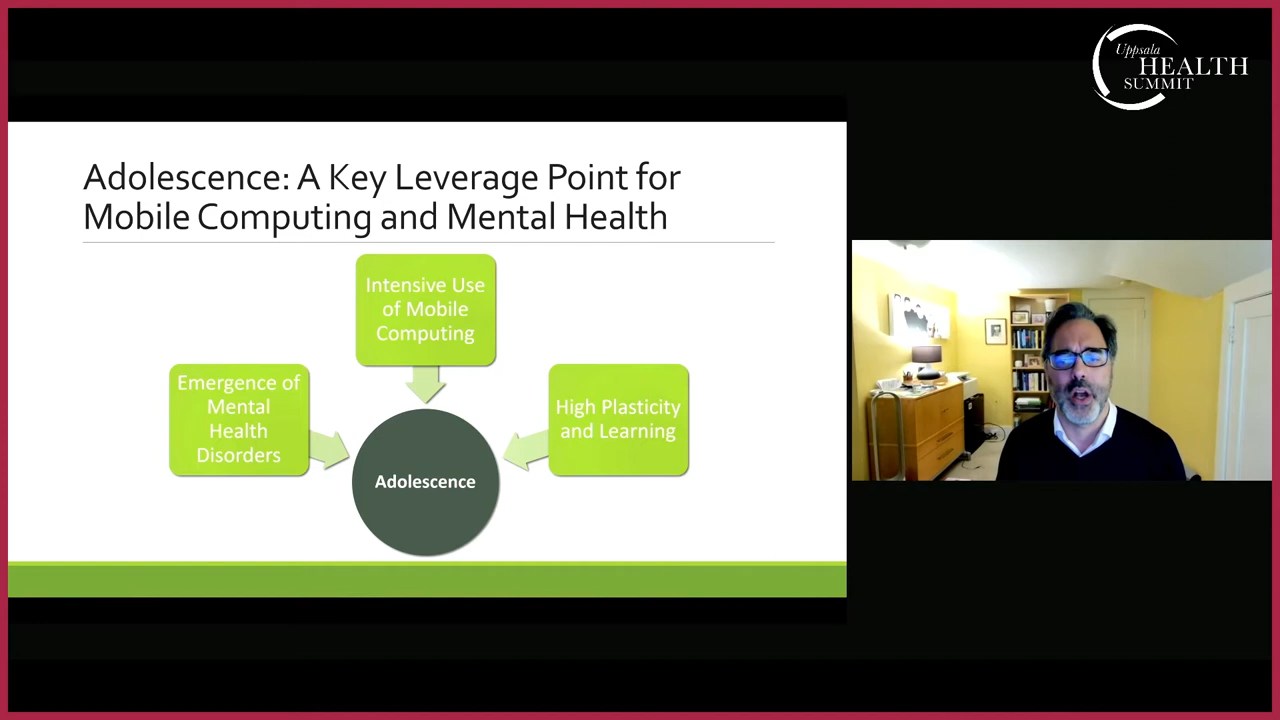 Uppsala
HEALTH
SUMMIT
Adolescence: A Key Leverage Point for
Mobile Computing and Mental Health
Intensive Use
of Mobile
Computing
Emergence of
Mental
Health
Disorders
High Plasticity
and Learning
Adolescence